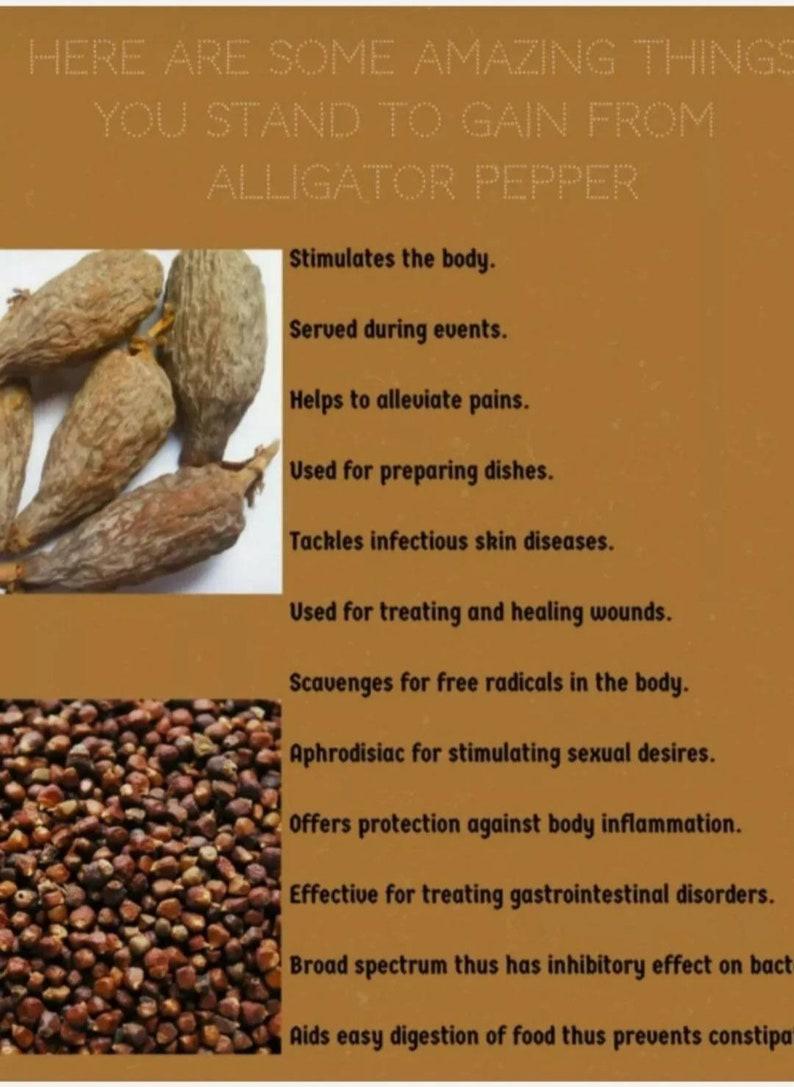 HERE ARE SOME AMAZING THINGS
YOU STAND TO GAIN FROM
ALLIGATOR PEPPER
Stimulates the body.
Served during events.
Helps to alleviate pains.
Used for preparing dishes.
Tackles infectious skin diseases.
Used for treating and healing wounds.
Scavenges for free radicals in the body.
Aphrodisiac for stimulating sexual desires.
Offers protection against body inflammation.
Effective for treating gastrointestinal disorders.
Broad spectrum thus has inhibitory effect on bact
Aids easy digestion of food thus prevents constipa